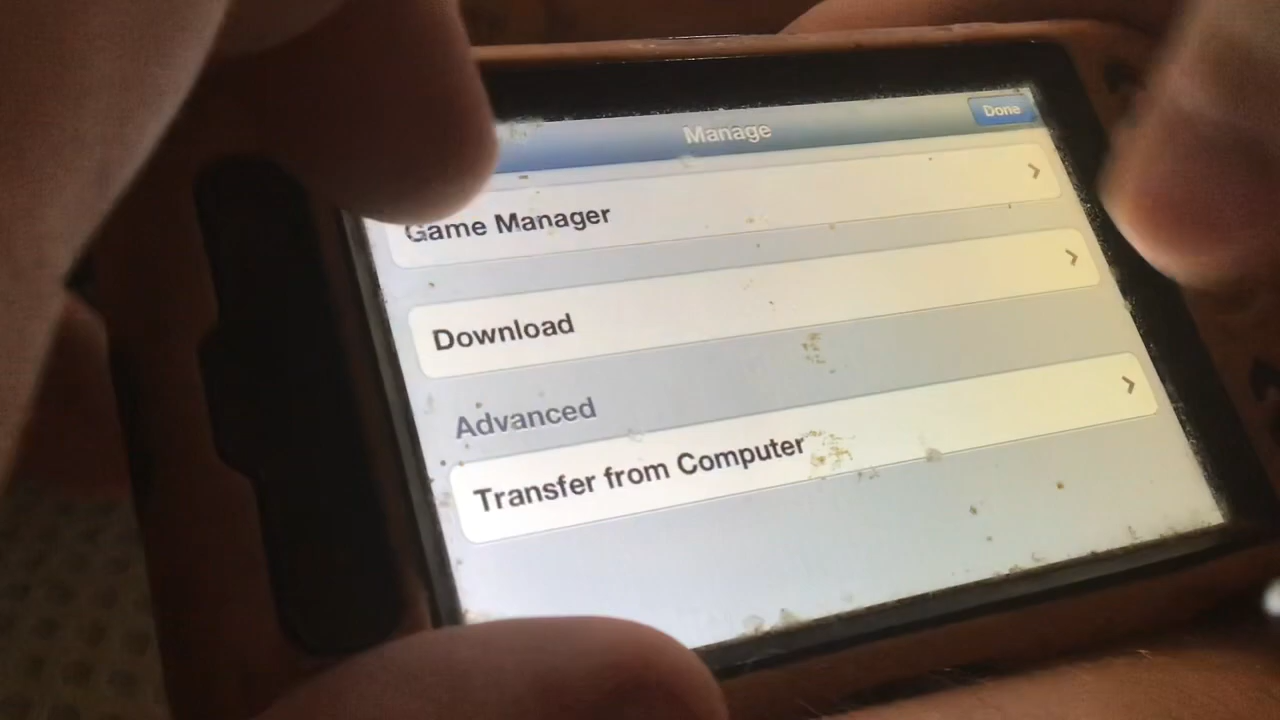 Manage
Done
Game Manager
Download
Advanced
Transfer from Computer